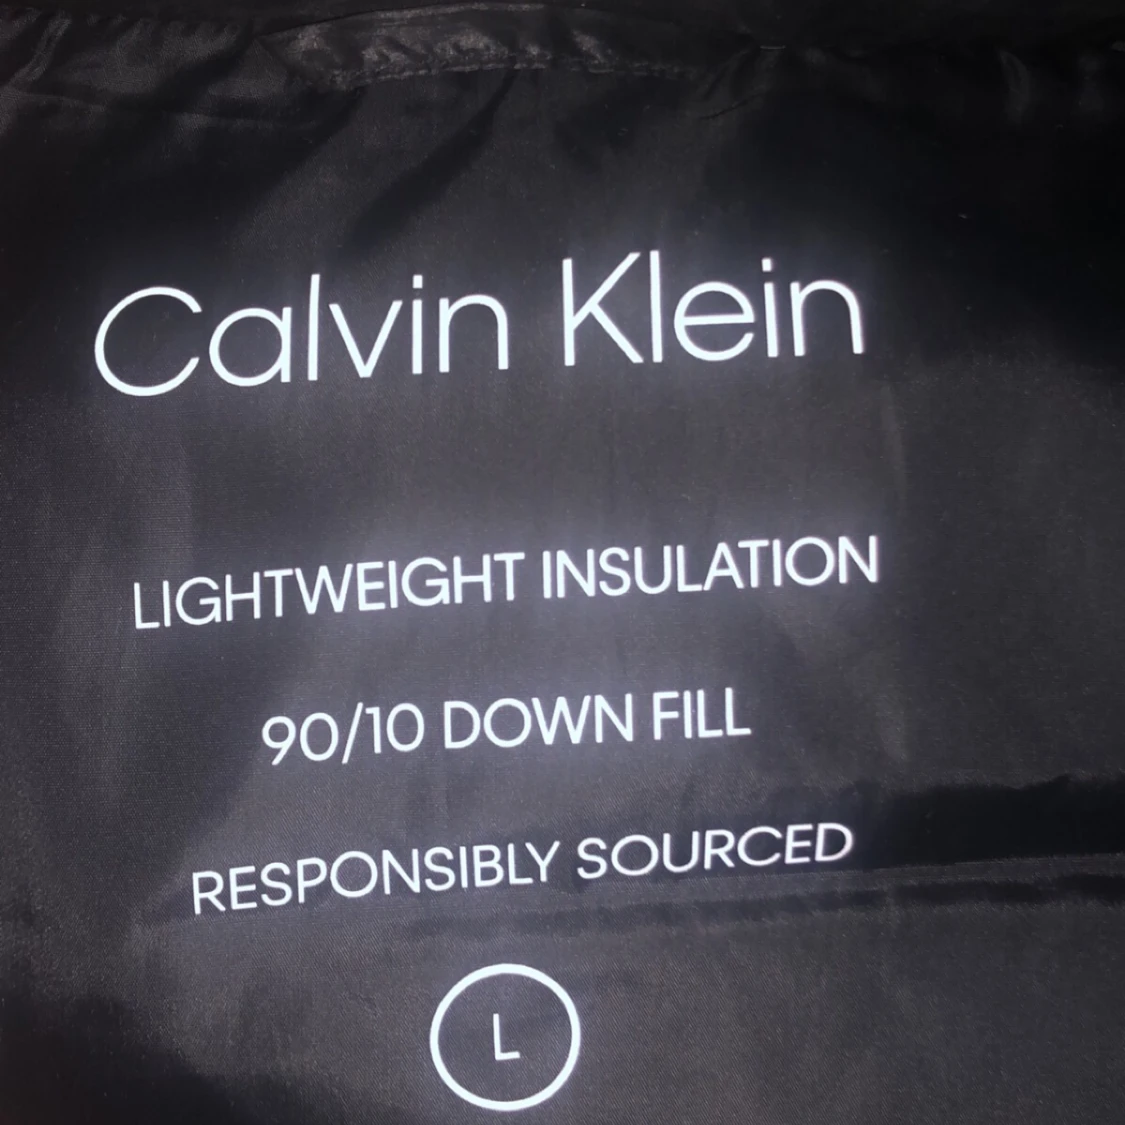 Calvin Klein
LIGHTWEIGHT INSULATION
90/10 DOWN FILL
RESPONSIBLY SOURCED
L